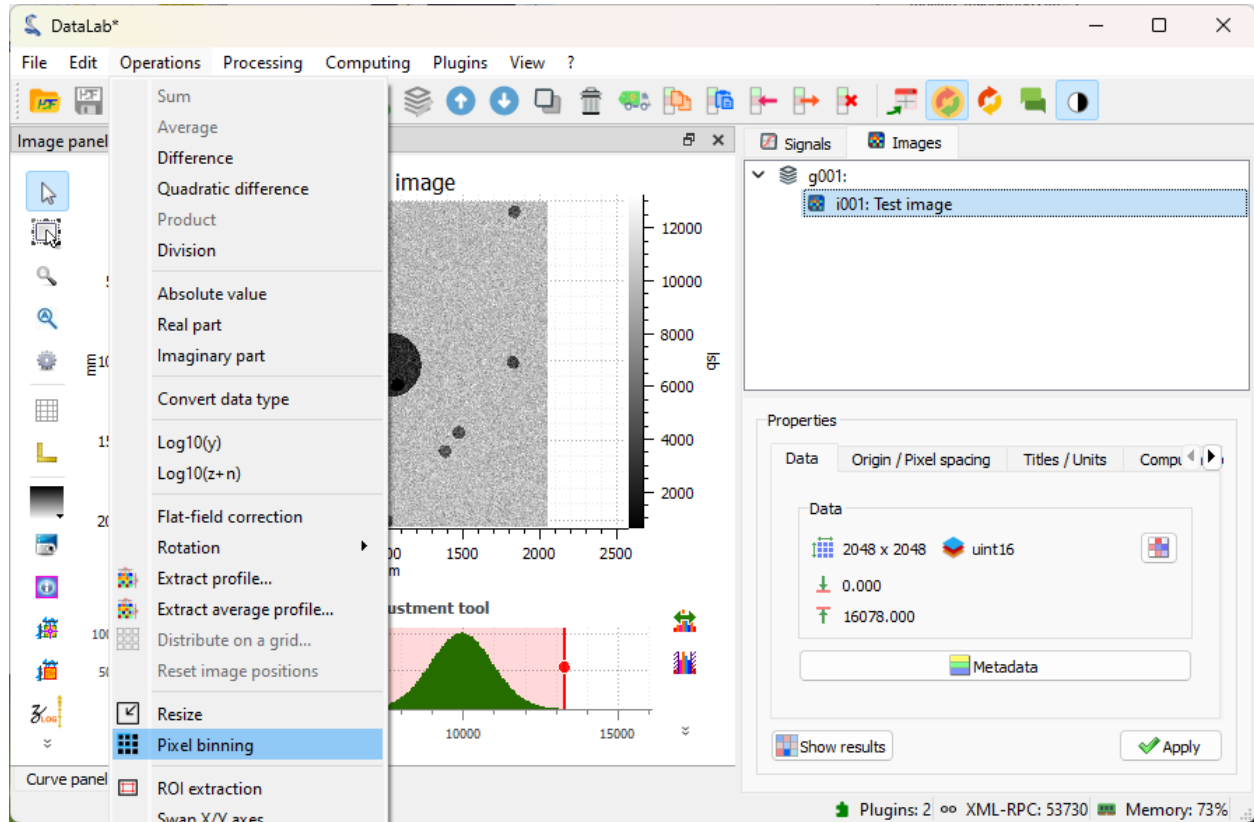 DataLab*
File Edit Operations Processing Computing Plugins View ?
Image panel
Sum
Average
Difference
Quadratic difference
Product
Division
Absolute value
Real part
Imaginary part
Convert data type
Log10(y)
Log10(z+n)
Flat-field correction
Rotation
Extract profile...
Extract average profile...
Distribute on a grid...
Reset image positions
Resize
Pixel binning
ROI extraction
Swap X/Y axes
image
12000
10000
8000
6000
4000
2000
lsb
mm
1500 2000 2500
ustment tool
10000 15000
Curve panel
Signals Images
g001:
i001: Test image
Properties
Data Origin / Pixel spacing Titles / Units
Data
2048 x 2048 uint16
0.000
16078.000
Metadata
Show results Apply
Plugins: 2 XML-RPC: 53730 Memory: 73%